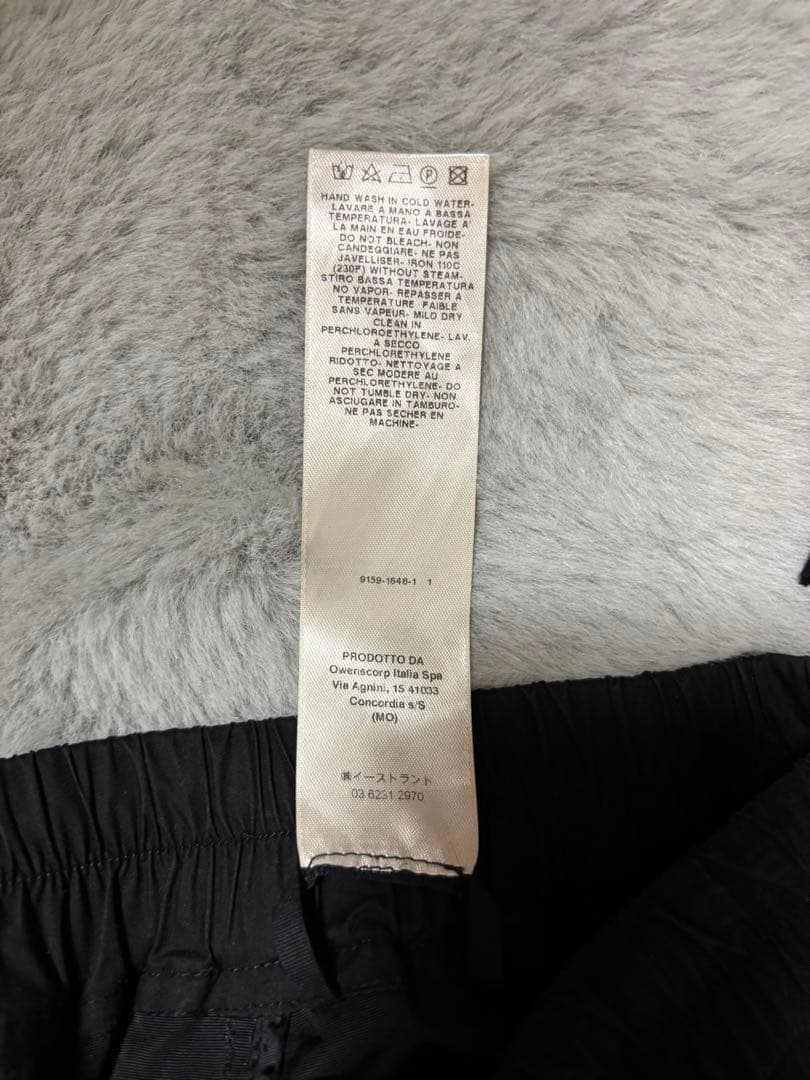 HAND WASH IN COLD WATER-
LAVARE A MANO A BASSA
TEMPERATURA- LAVAGE A'
LA MAIN EN EAU FROIDE-
DO NOT BLEACH- NON
CANDEGGIARE- NE PAS
JAVELLISER- IRON 110C
(230F) WITHOUT STEAM-
STIRO BASSA TEMPERATURA
NO VAPOR- REPASSER A
TEMPERATURE FAIBLE
SANS VAPEUR- MILD DRY
CLEAN IN
PERCHLOROETHYLENE- LAV.
A SECCO
PERCHLORETHYLENE
RIDOTTO- NETTOYAGE A
SEC MODERE AU
PERCHLORETHYLENE- DO
NOT TUMBLE DRY- NON
ASCIUGARE IN TAMBURO-
NE PAS SECHER EN
MACHINE-
9159-1648-1 1
PRODOTTO DA
Owenscorp Italia Spa
Via Agnini, 15 41033
Concordia s/S
(MO)
㈱イーストランド
03 6231 2970